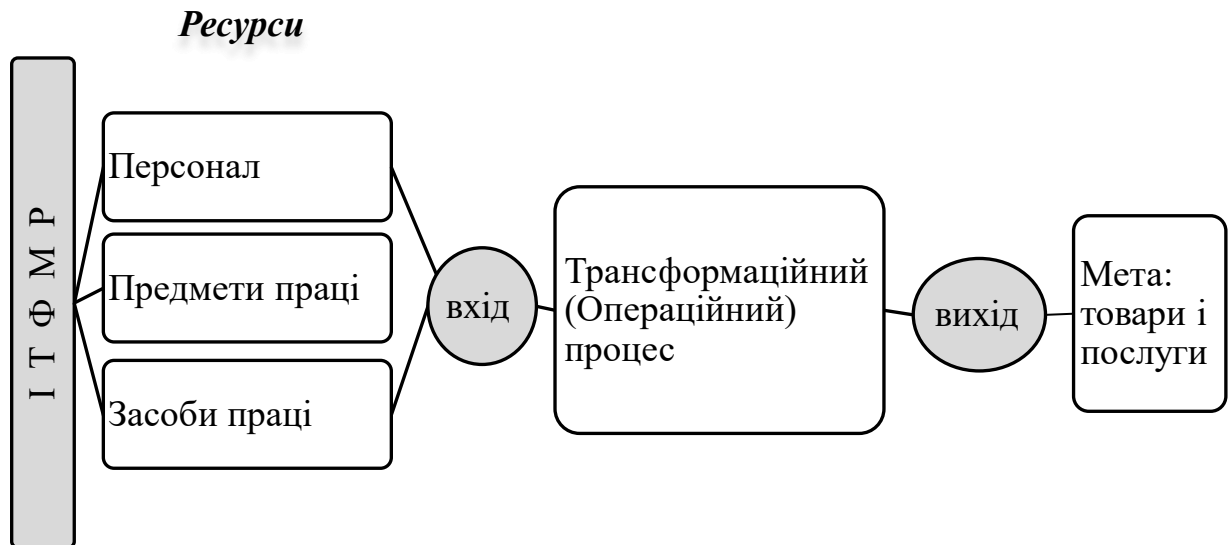 Ресурси
І Т Ф М Р
Персонал
Предмети праці
Засоби праці
вхід
Трансформаційний
(Операційний)
процес
вихід
Мета:
товари і
послуги